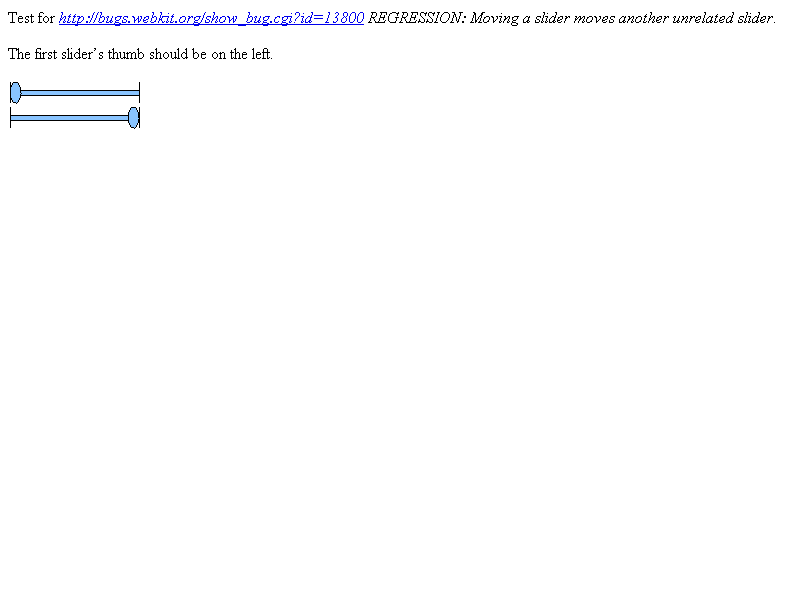 Test for http://bugs.webkit.org/show_bug.cgi?id=13800 REGRESSION: Moving a slider moves another unrelated slider.
The first slider's thumb should be on the left.